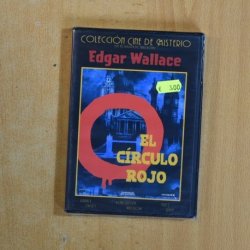 COLECCIÓN CINE DE MISTERIO
Edgar Wallace
€ 3,00
EL
CÍRCULO
ROJO